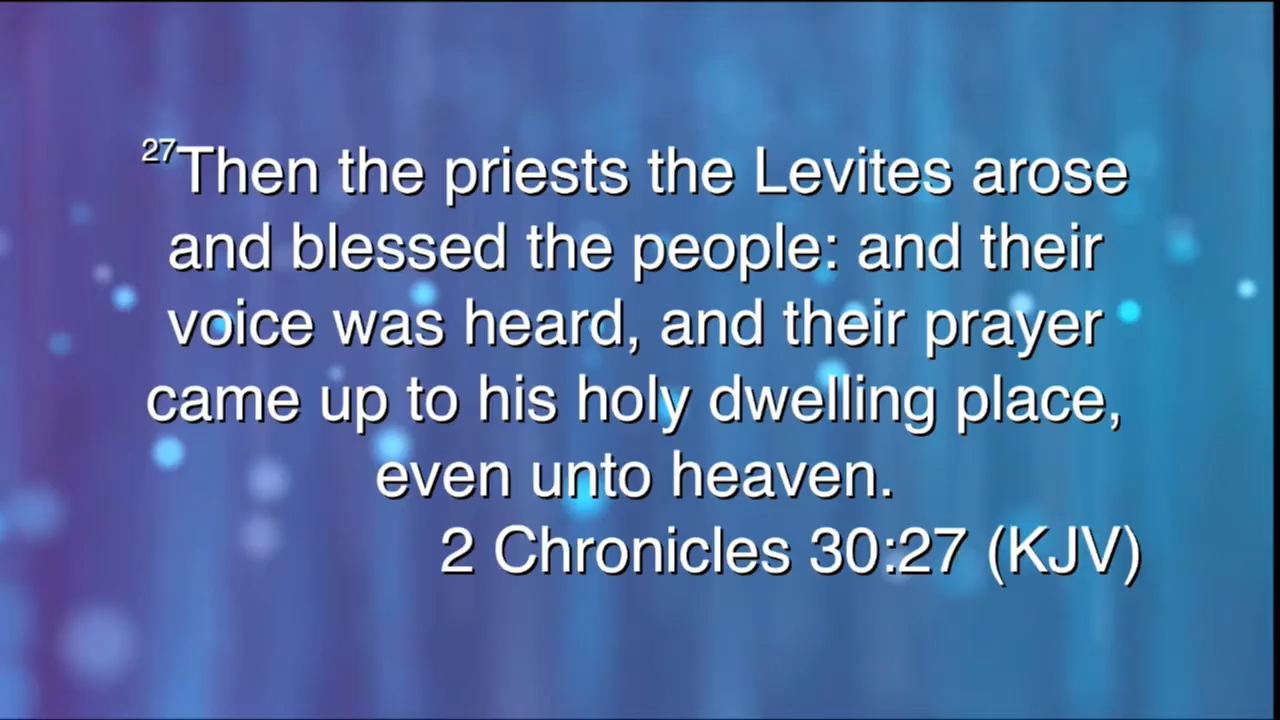 27Then the priests the Levites arose
and blessed the people: and their
voice was heard, and their prayer
came up to his holy dwelling place,
even unto heaven.
2 Chronicles 30:27 (KJV)